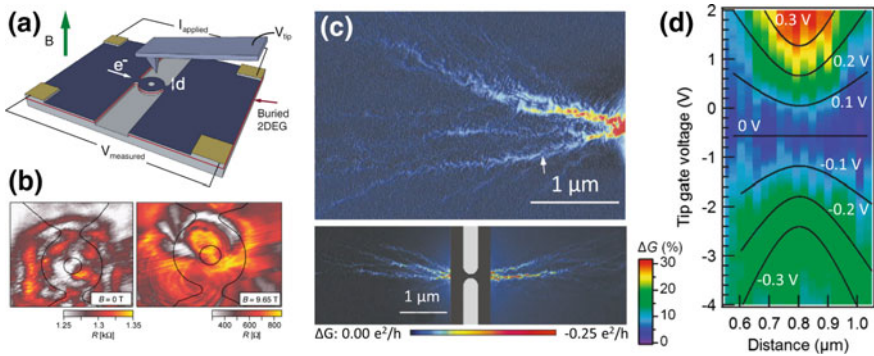 (a)
B
I applied
V tip
e-
d
Buried
2DEG
V measured
(b)
B = 0 T
B = 9.65 T
1.25 1.3 1.35
R [kΩ]
400 600 800
R [Ω]
(c)
1 µm
1 µm
ΔG: 0.00 e²/h -0.25 e²/h
ΔG (%)
30
20
10
0
(d)
Tip gate voltage (V)
2
1
0
-1
-2
-3
-4
0.3 V
0.2 V
0.1 V
0 V
-0.1 V
-0.2 V
-0.3 V
0.6 0.7 0.8 0.9 1.0
Distance (µm)